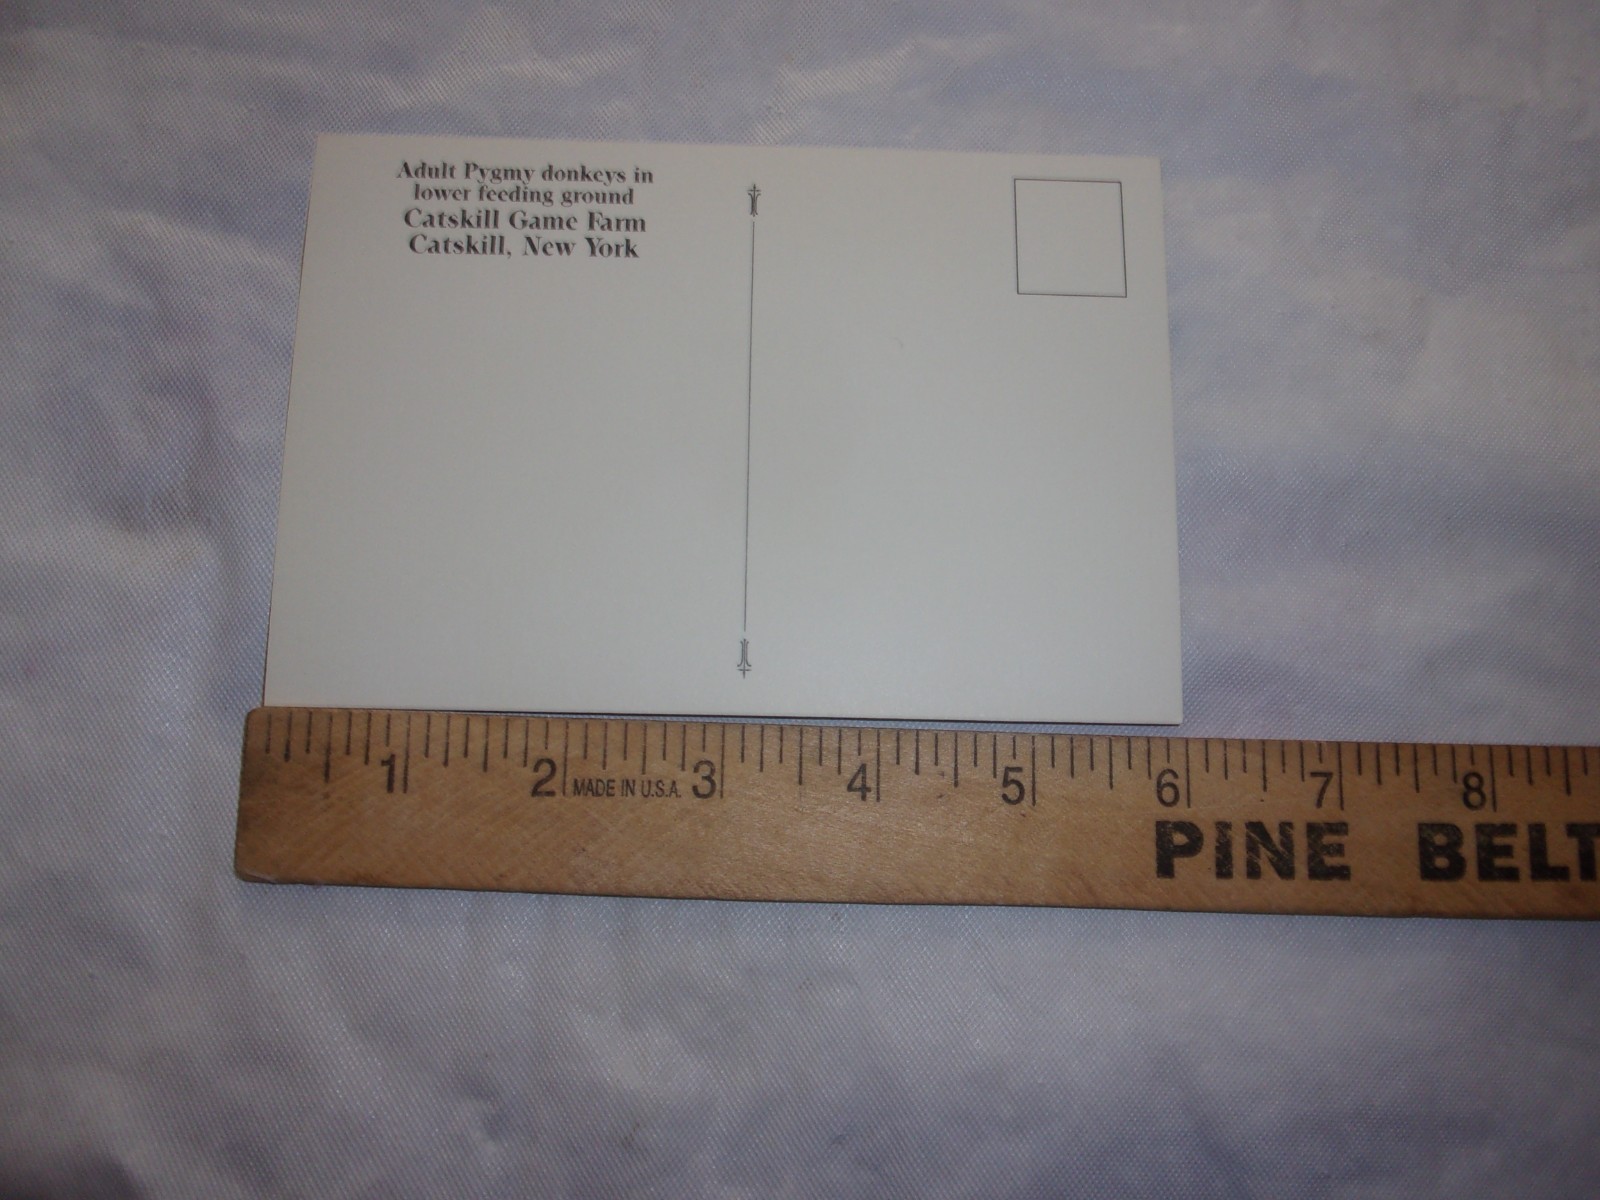 Adult Pygmy donkeys in
lower feeding ground
Catskill Game Farm
Catskill, New York
1 2 MADE IN U.S.A. 3 4 5 6 7 8
PINE BELT